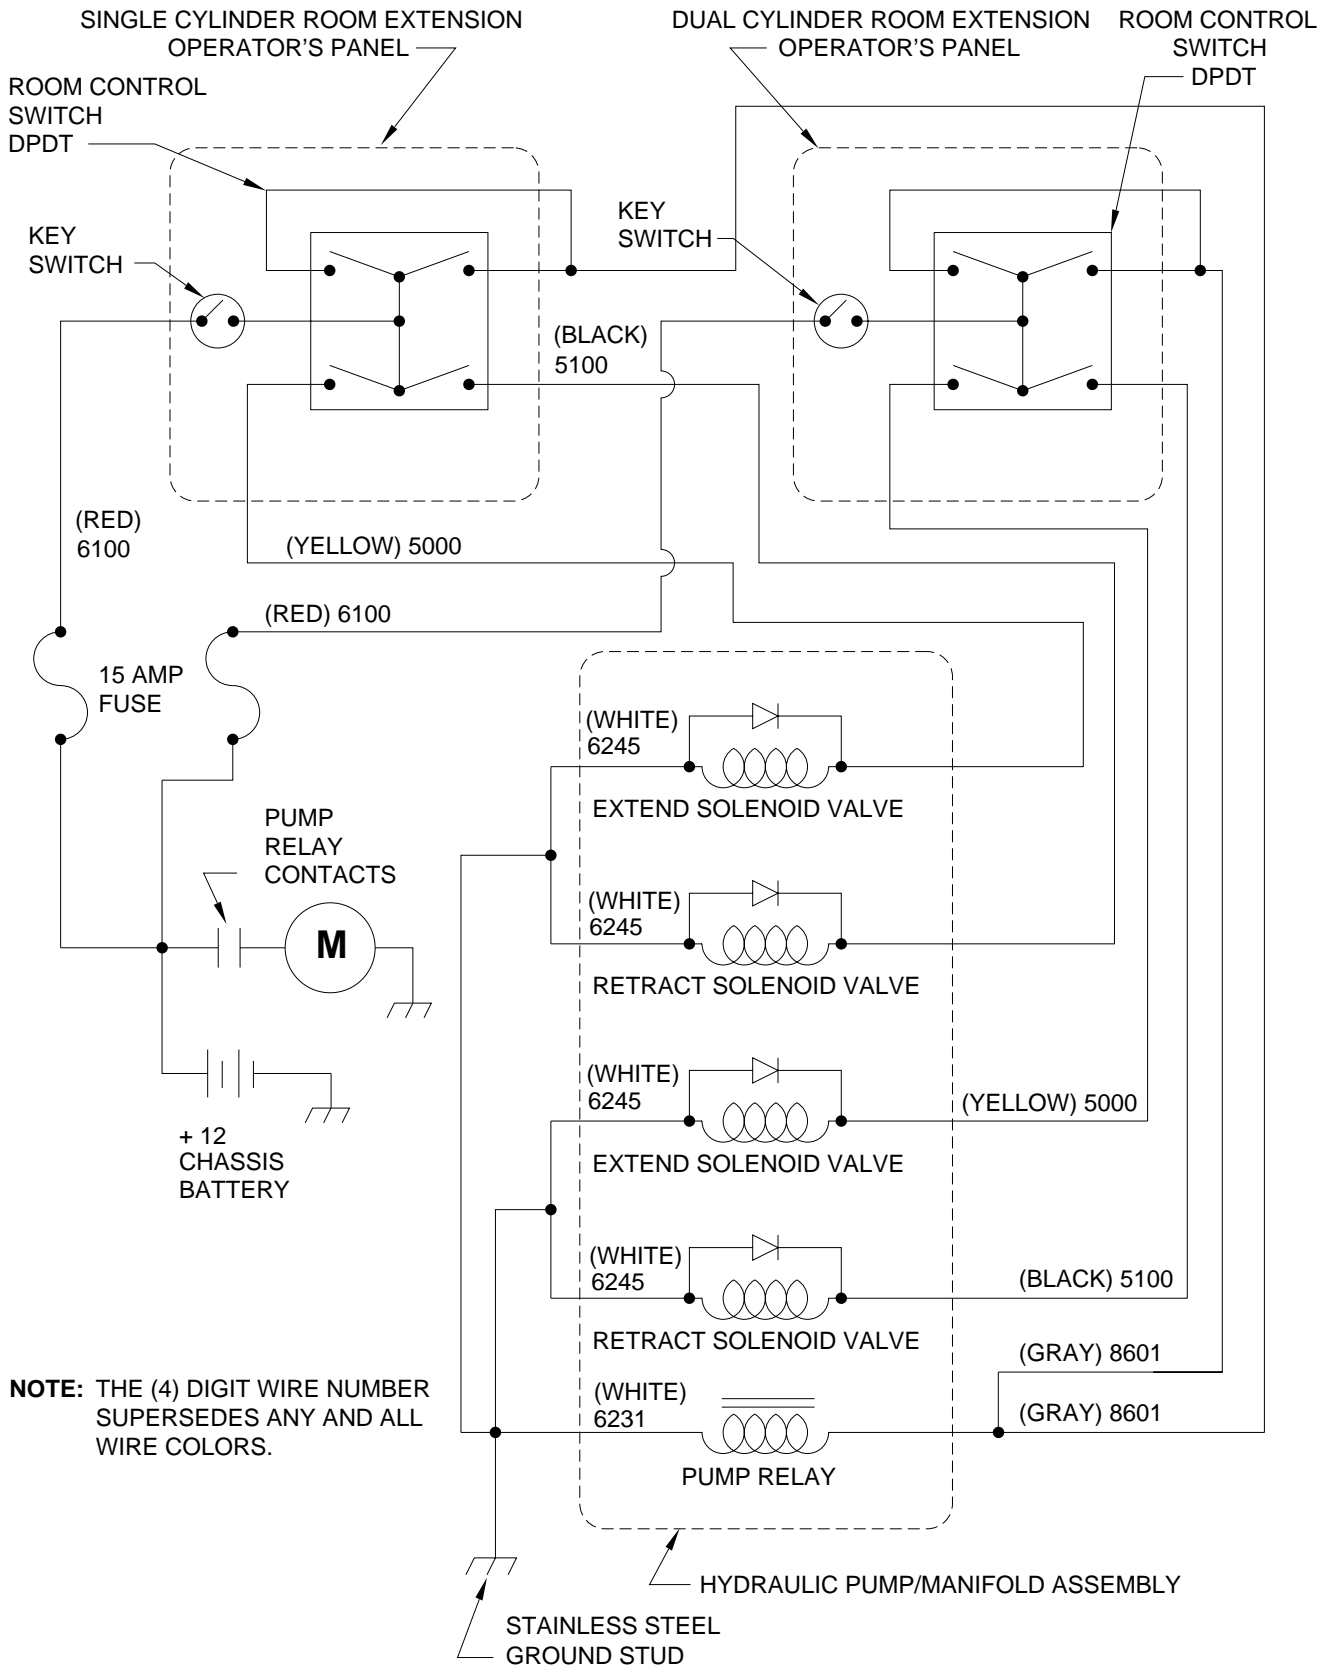 SINGLE CYLINDER ROOM EXTENSION
OPERATOR'S PANEL
DUAL CYLINDER ROOM EXTENSION
OPERATOR'S PANEL
ROOM CONTROL
SWITCH
DPDT
ROOM CONTROL
SWITCH
DPDT
KEY
SWITCH
KEY
SWITCH
(BLACK)
5100
(RED)
6100
(YELLOW) 5000
(RED) 6100
15 AMP
FUSE
(WHITE)
6245
EXTEND SOLENOID VALVE
PUMP
RELAY
CONTACTS
M
(WHITE)
6245
RETRACT SOLENOID VALVE
+ 12
CHASSIS
BATTERY
(WHITE)
6245
(YELLOW) 5000
EXTEND SOLENOID VALVE
(WHITE)
6245
(BLACK) 5100
RETRACT SOLENOID VALVE
(GRAY) 8601
NOTE: THE (4) DIGIT WIRE NUMBER
SUPERSEDES ANY AND ALL
WIRE COLORS.
(WHITE)
6231
(GRAY) 8601
PUMP RELAY
HYDRAULIC PUMP/MANIFOLD ASSEMBLY
STAINLESS STEEL
GROUND STUD